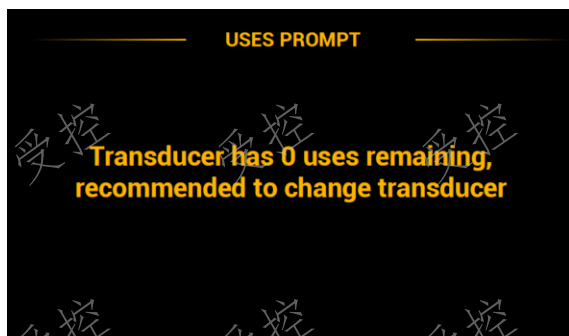 USES PROMPT
受控 受控 受控
Transducer has 0 uses remaining,
recommended to change transducer
受控 受控 受控